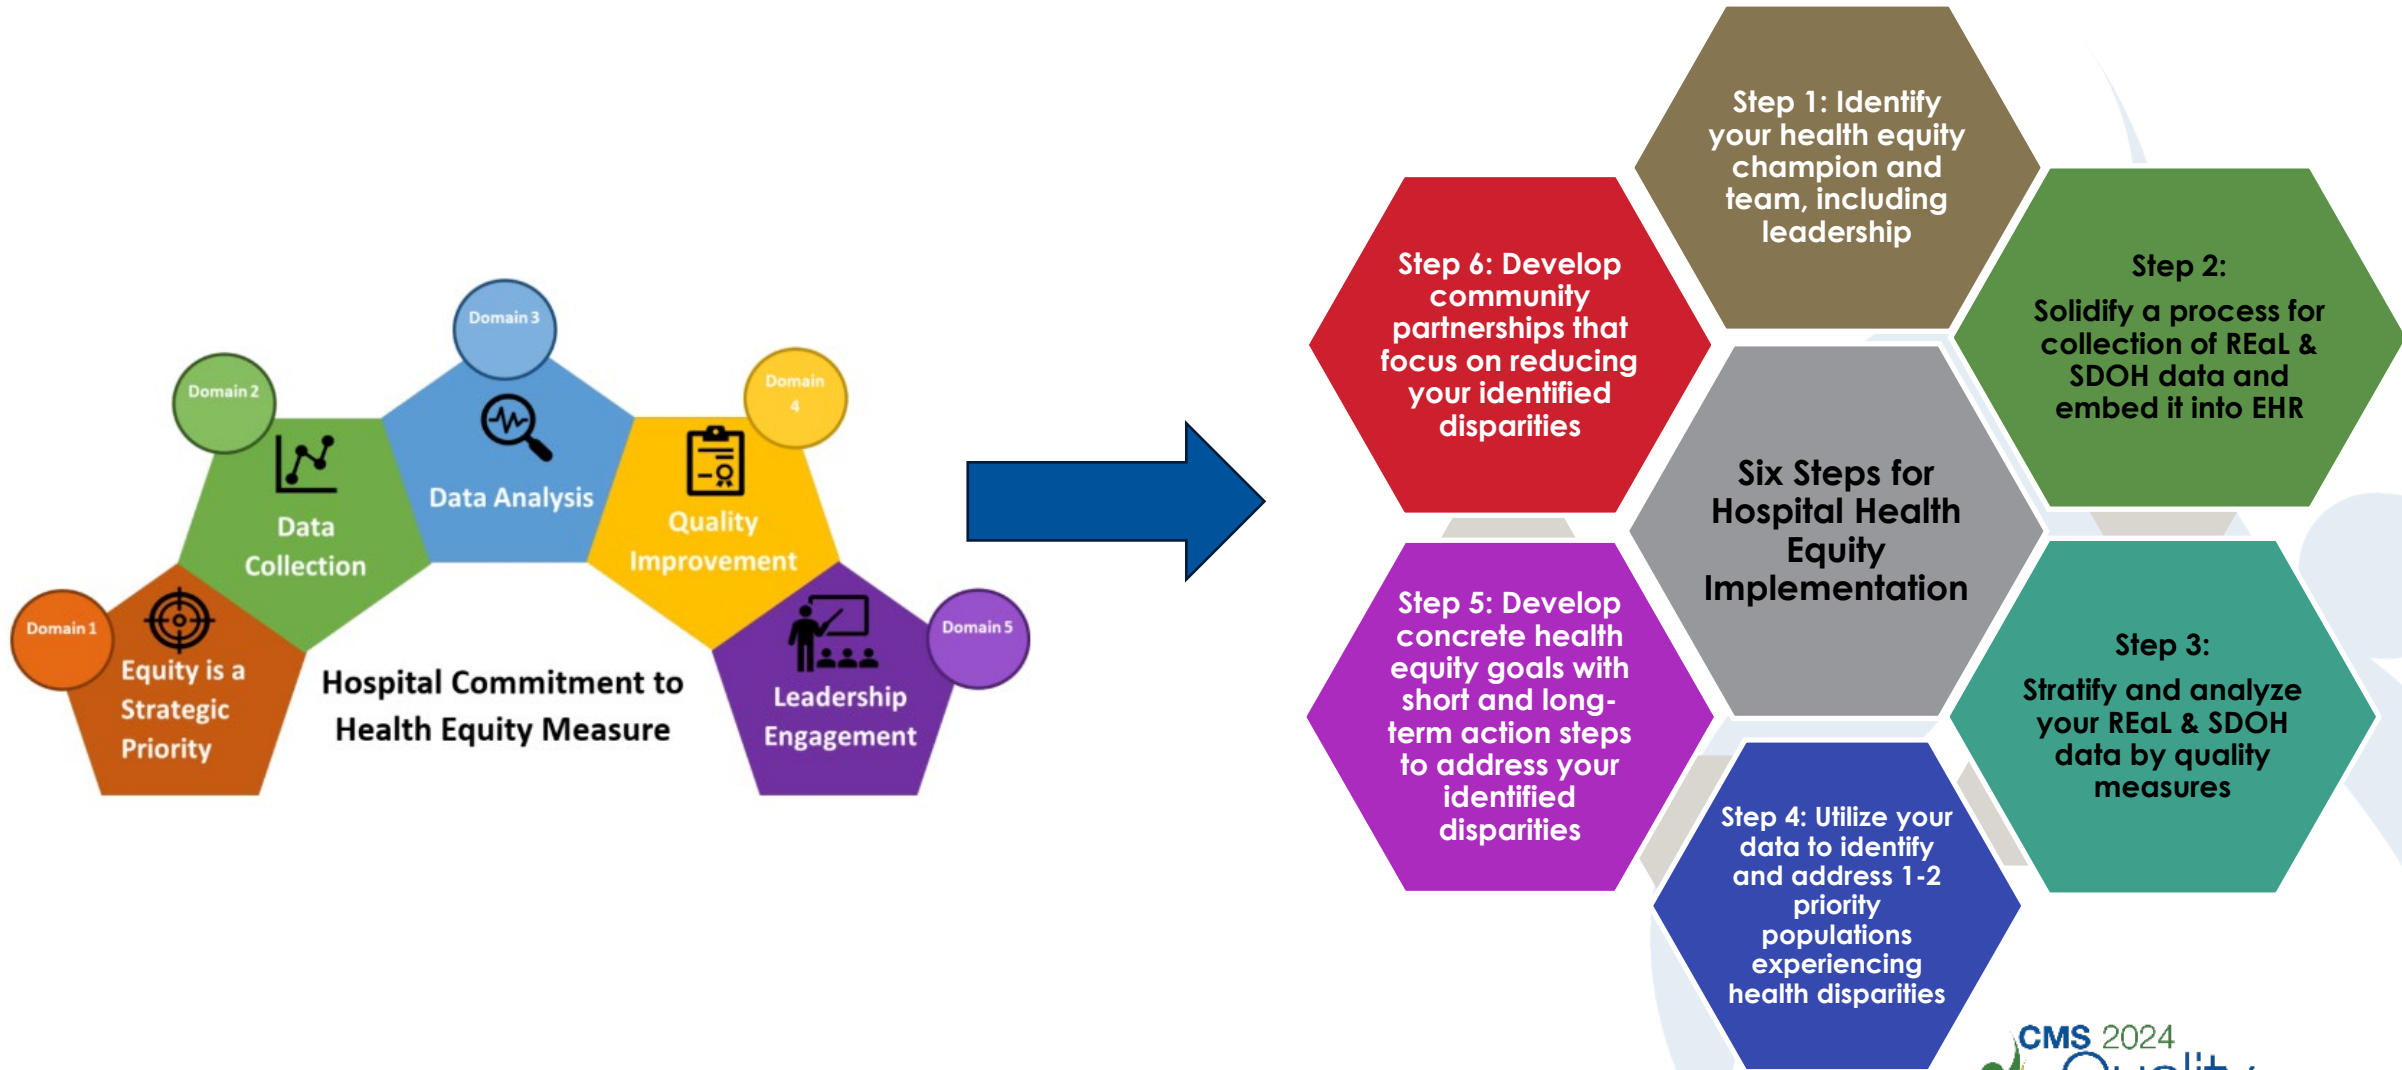 Domain 1
Equity is a
Strategic
Priority
Domain 2
Data
Collection
Domain 3
Data Analysis
Domain
4
Quality
Improvement
Domain 5
Leadership
Engagement
Hospital Commitment to
Health Equity Measure
Six Steps for
Hospital Health
Equity
Implementation
Step 1: Identify
your health equity
champion and
team, including
leadership
Step 2:
Solidify a process for
collection of REaL &
SDOH data and
embed it into EHR
Step 3:
Stratify and analyze
your REaL & SDOH
data by quality
measures
Step 4: Utilize your
data to identify
and address 1-2
priority
populations
experiencing
health disparities
Step 5: Develop
concrete health
equity goals with
short and long-
term action steps
to address your
identified
disparities
Step 6: Develop
community
partnerships that
focus on reducing
your identified
disparities
CMS 2024
Quality